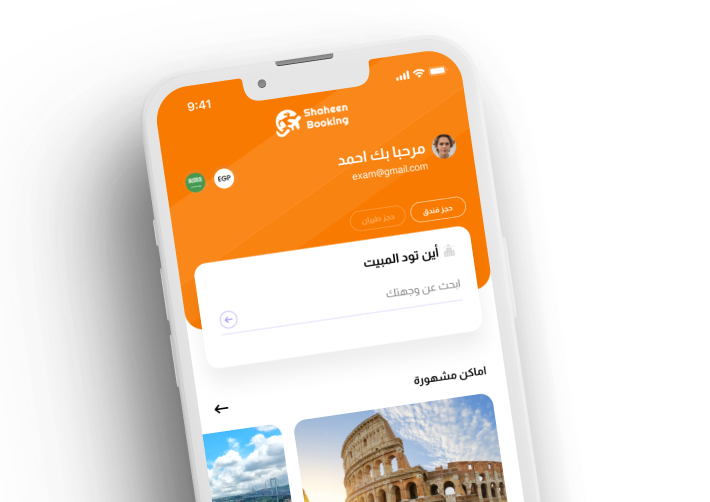 9:41
Shaheen
Booking
مرحبا بك احمد
exam@gmail.com
EGP
حجز فندق
حجز طيران
أين تود المبيت
ابحث عن وجهتك
اماكن مشهورة